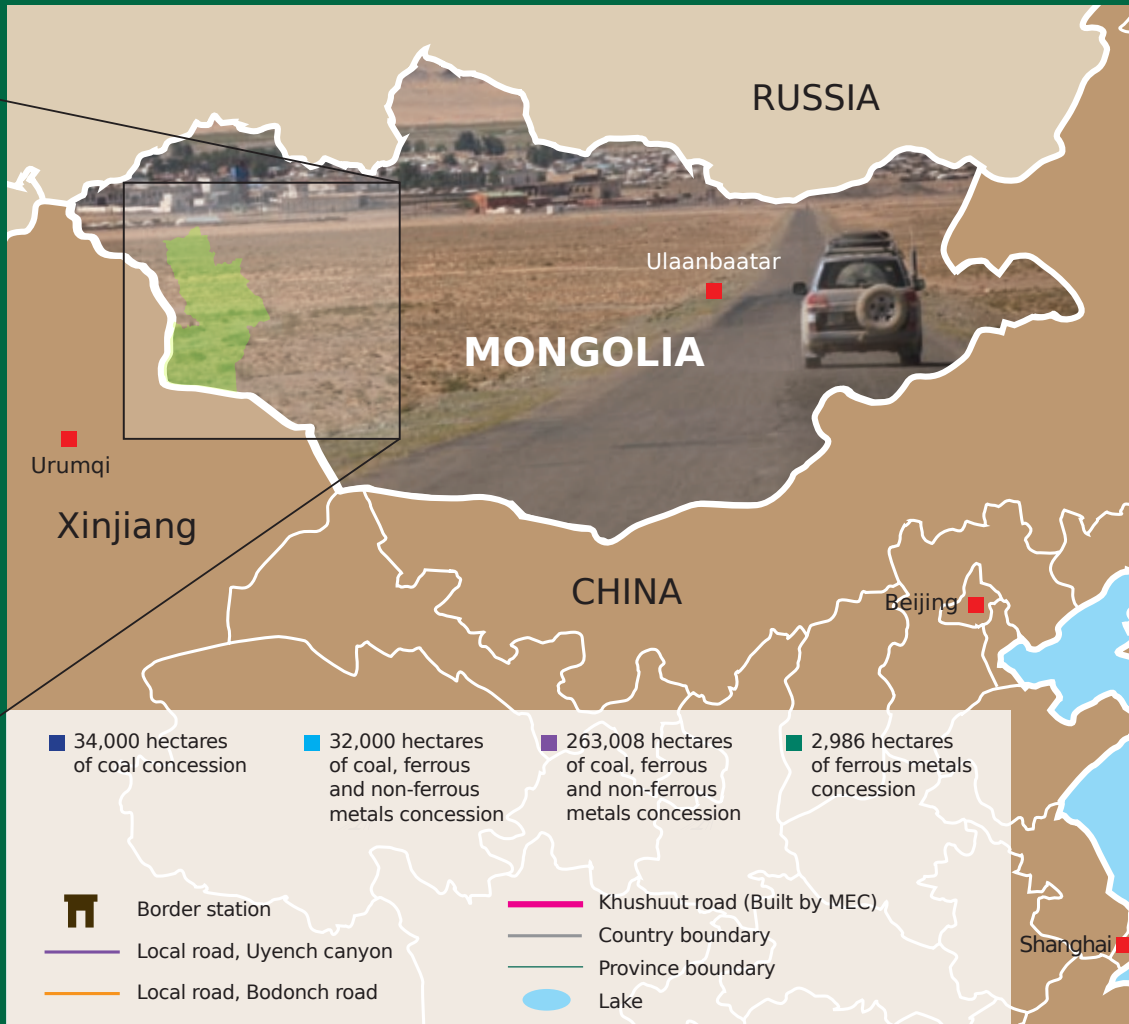 RUSSIA
Ulaanbaatar
MONGOLIA
Urumqi
Xinjiang
CHINA
Beijing
34,000 hectares
of coal concession
32,000 hectares
of coal, ferrous
and non-ferrous
metals concession
263,008 hectares
of coal, ferrous
and non-ferrous
metals concession
2,986 hectares
of ferrous metals
concession
Border station
Local road, Uyench canyon
Local road, Bodonch road
Khushuut road (Built by MEC)
Country boundary
Province boundary
Lake
Shanghai